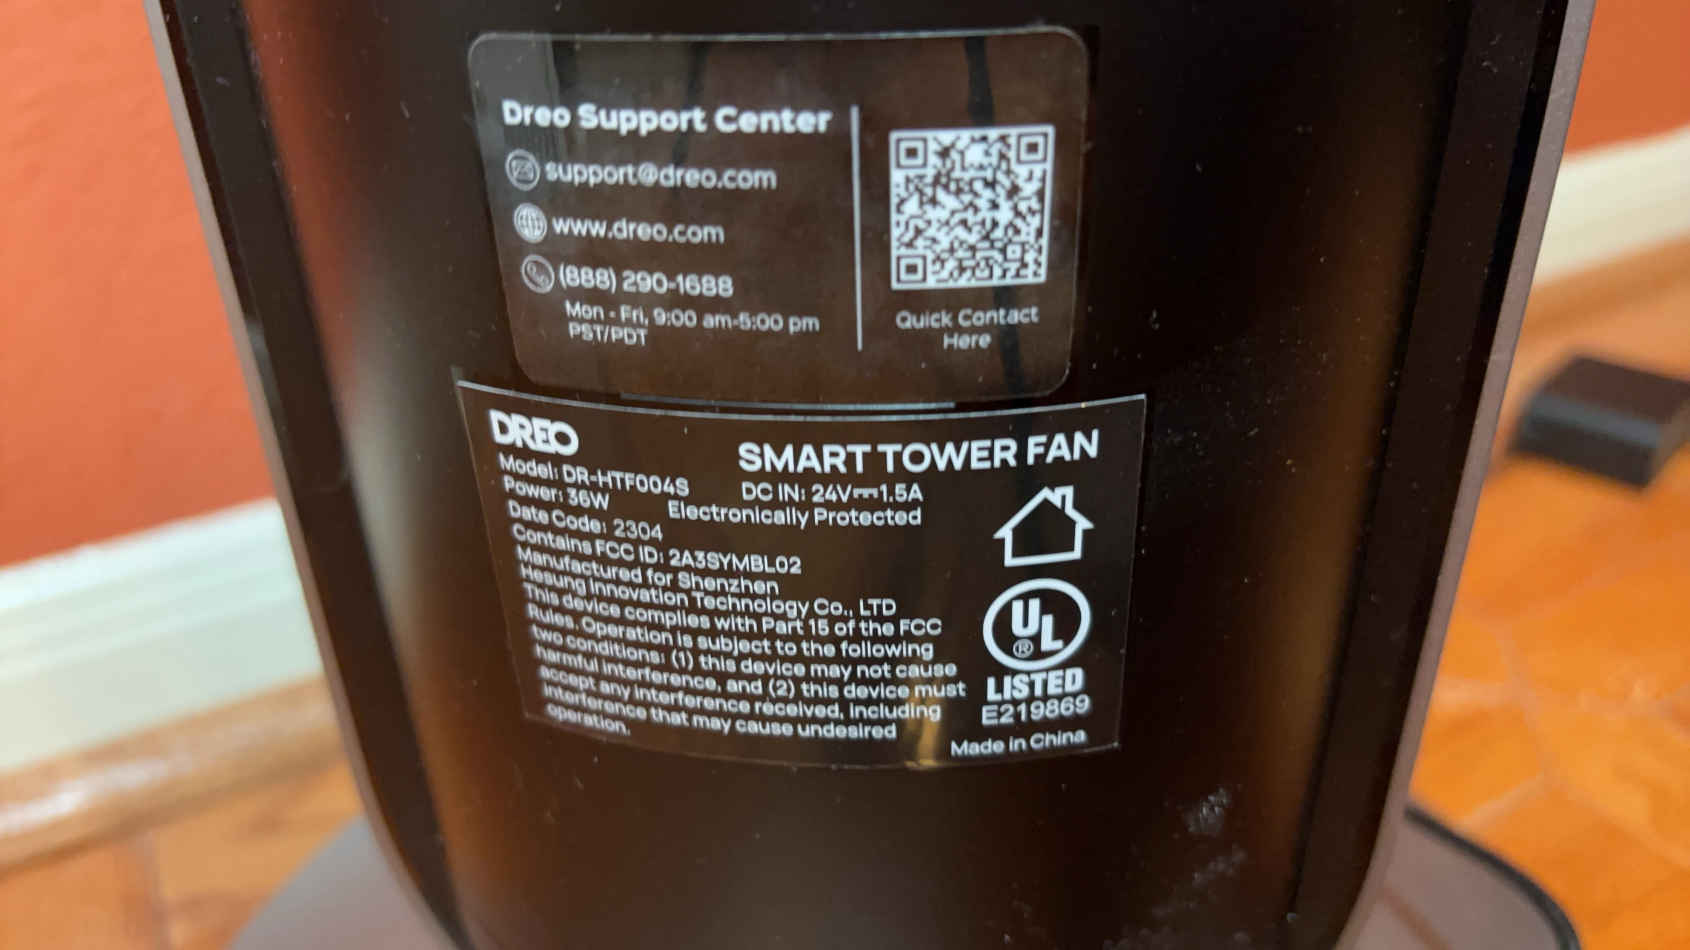 Dreo Support Center
support@dreo.com
www.dreo.com
(888) 290-1688
Mon - Fri, 9:00 am-5:00 pm
PST/PDT
Quick Contact
Here
DREO
SMART TOWER FAN
Model: DR-HTF004S
DC IN: 24V⎓1.5A
Power: 36W
Electronically Protected
Date Code: 2304
Contains FCC ID: 2A3SYMBL02
Manufactured for Shenzhen
Hesung Innovation Technology Co., LTD
This device complies with Part 15 of the FCC
Rules. Operation is subject to the following
two conditions: (1) this device may not cause
harmful interference, and (2) this device must
accept any interference received, including
interference that may cause undesired
operation.
UL
®
LISTED
E219869
Made in China